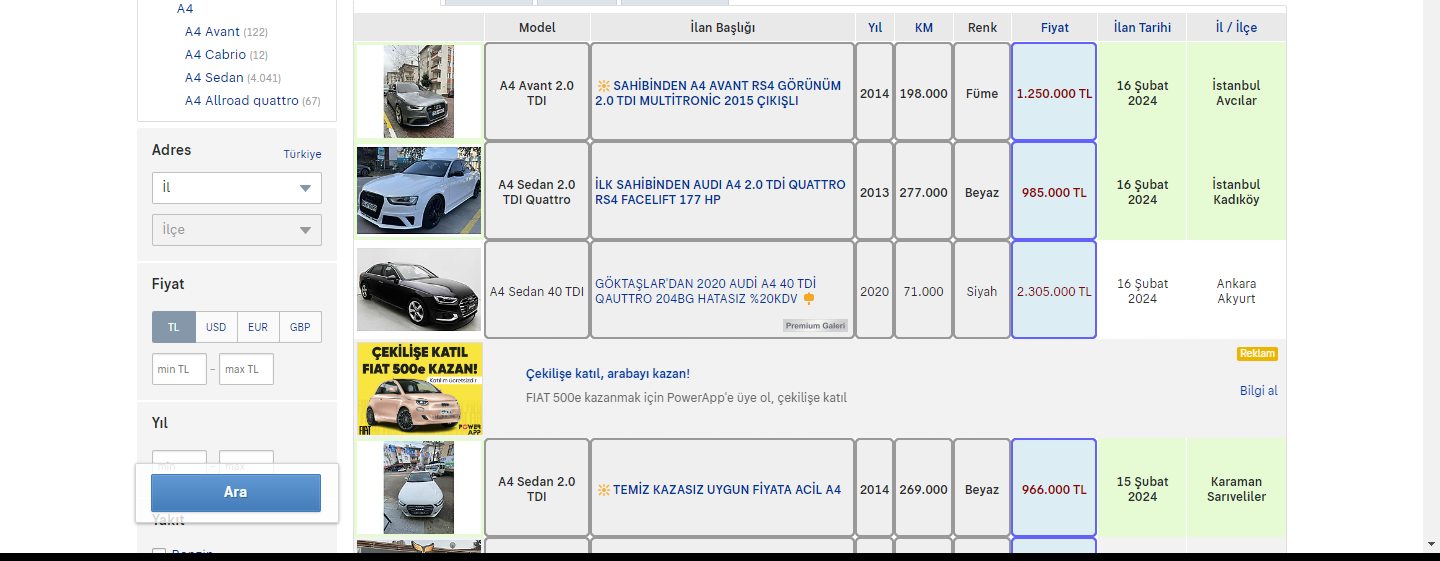 A4
A4 Avant (122)
A4 Cabrio (12)
A4 Sedan (4.041)
A4 Allroad quattro (67)
Adres
Türkiye
İl
İlçe
Fiyat
TL USD EUR GBP
min TL - max TL
Yıl
min - max
Ara
Yakıt
Benzin
Model İlan Başlığı Yıl KM Renk Fiyat İlan Tarihi İl / İlçe
A4 Avant 2.0
TDI
SAHİBİNDEN A4 AVANT RS4 GÖRÜNÜM
2.0 TDI MULTİTRONİC 2015 ÇIKIŞLI
2014 198.000 Füme 1.250.000 TL
16 Şubat
2024
İstanbul
Avcılar
A4 Sedan 2.0
TDI Quattro
İLK SAHİBİNDEN AUDI A4 2.0 TDİ QUATTRO
RS4 FACELIFT 177 HP
2013 277.000 Beyaz 985.000 TL
16 Şubat
2024
İstanbul
Kadıköy
A4 Sedan 40 TDI
GÖKTAŞLAR'DAN 2020 AUDİ A4 40 TDİ
QAUTTRO 204BG HATASIZ %20KDV
Premium Galeri
2020 71.000 Siyah 2.305.000 TL
16 Şubat
2024
Ankara
Akyurt
ÇEKİLİŞE KATIL
FIAT 500e KAZAN!
Katılım ücretsizdir
FIAT
POWER
APP
Çekilişe katıl, arabayı kazan!
FIAT 500e kazanmak için PowerApp'e üye ol, çekilişe katıl
Reklam
Bilgi al
A4 Sedan 2.0
TDI
TEMİZ KAZASIZ UYGUN FİYATA ACİL A4
2014 269.000 Beyaz 966.000 TL
15 Şubat
2024
Karaman
Sarıveliler